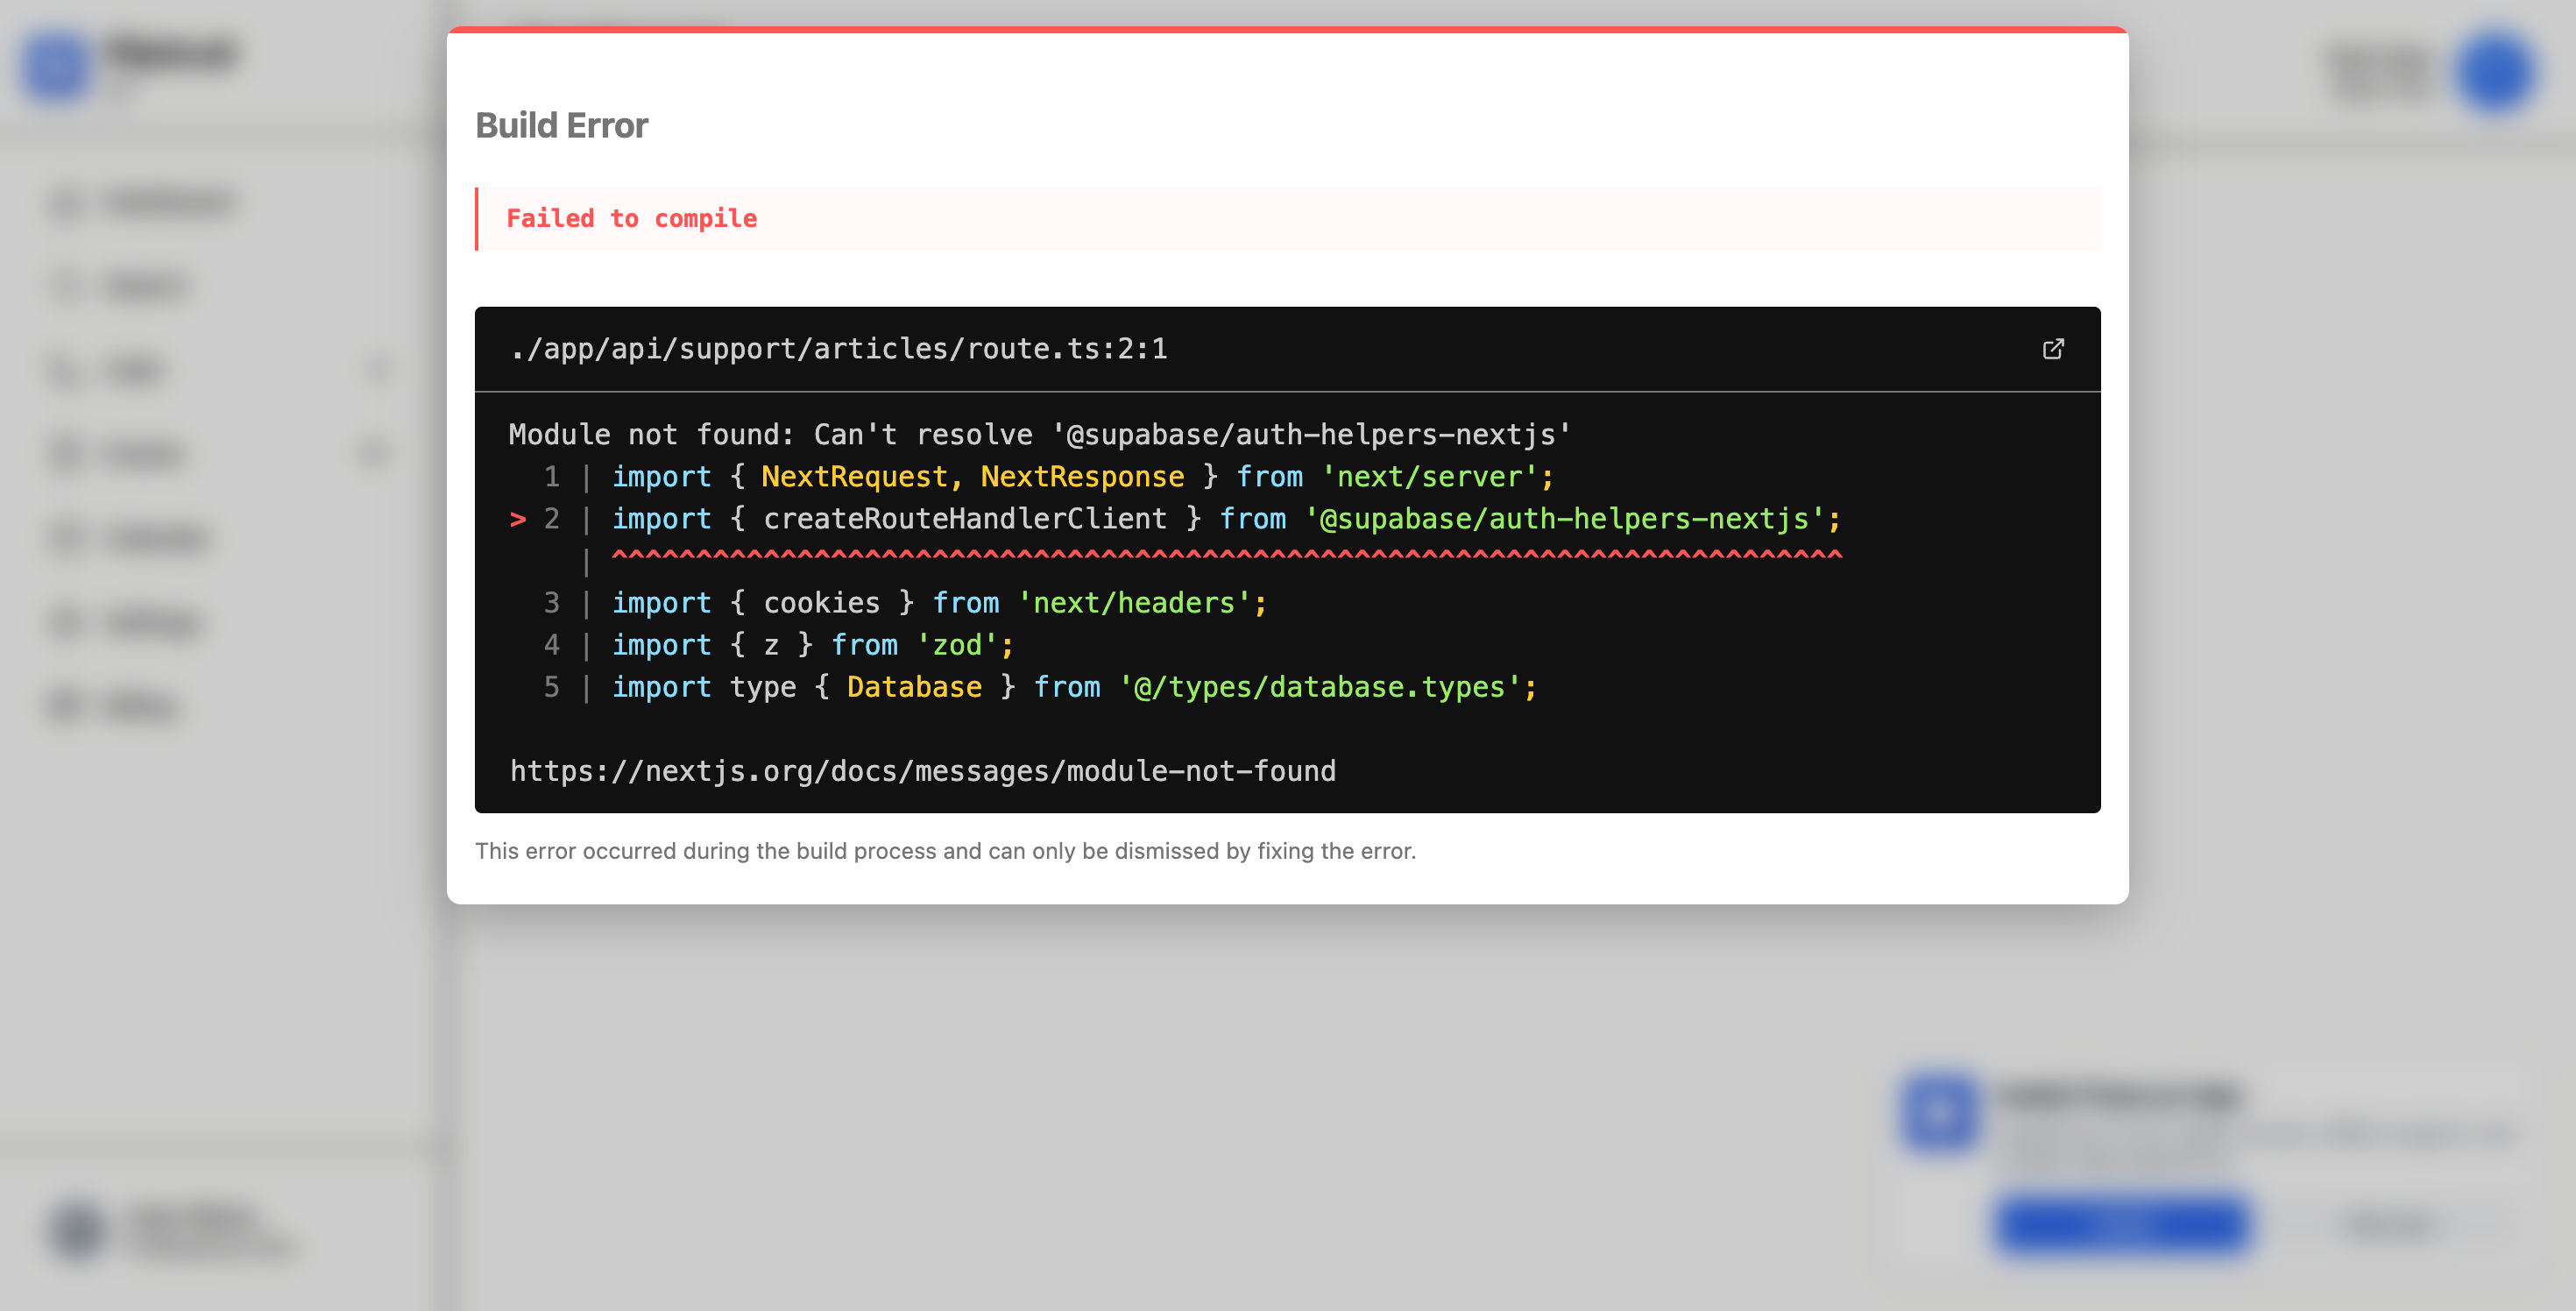 Build Error
Failed to compile
./app/api/support/articles/route.ts:2:1
Module not found: Can't resolve '@supabase/auth-helpers-nextjs'
1 | import { NextRequest, NextResponse } from 'next/server';
> 2 | import { createRouteHandlerClient } from '@supabase/auth-helpers-nextjs';
| ^^^^^^^^^^^^^^^^^^^^^^^^^^^^^^^^^^^^^^^^^^^^^^^^^^^^^^^^^^^^^^^^^^^^^^^^^
3 | import { cookies } from 'next/headers';
4 | import { z } from 'zod';
5 | import type { Database } from '@/types/database.types';
https://nextjs.org/docs/messages/module-not-found
This error occurred during the build process and can only be dismissed by fixing the error.